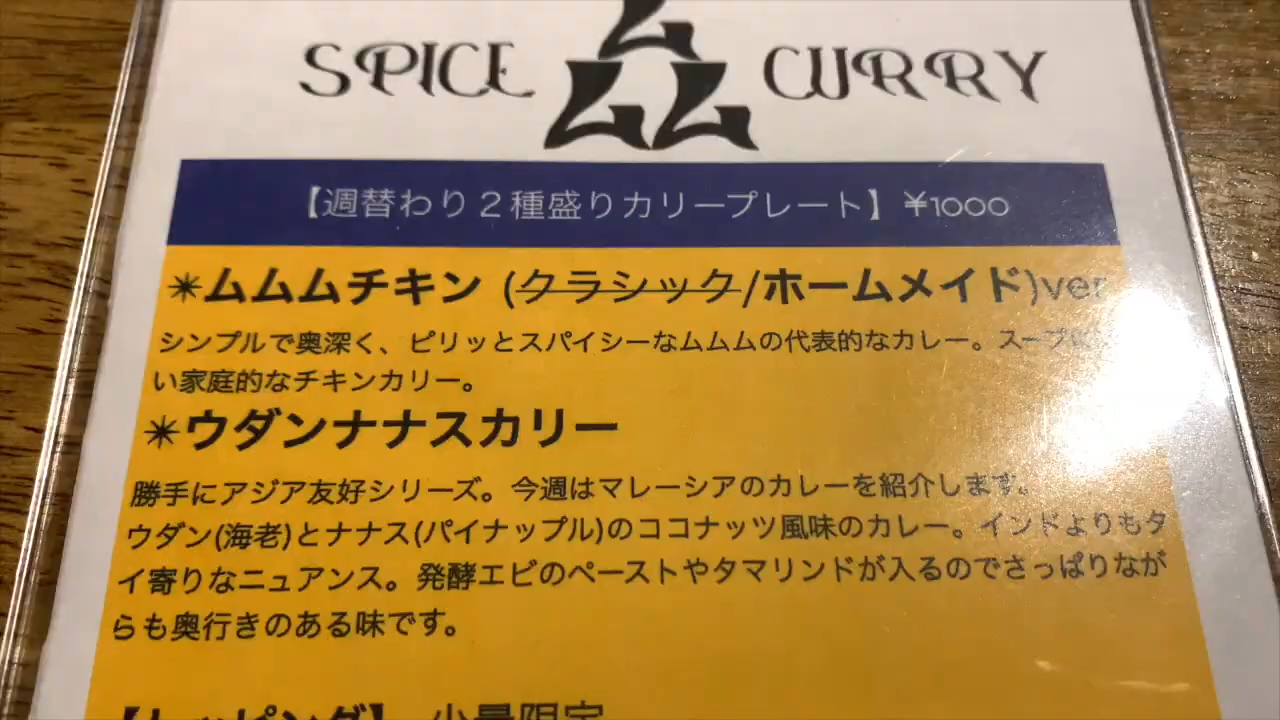 SPICE ムムム CURRY
【週替わり2種盛りカリープレート】¥1000
✴ムムムチキン (クラシック/ホームメイド)ver
シンプルで奥深く、ピリッとスパイシーなムムムの代表的なカレー。スープ
い家庭的なチキンカリー。
✴ウダンナナスカリー
勝手にアジア友好シリーズ。今週はマレーシアのカレーを紹介します。
ウダン(海老)とナナス(パイナップル)のココナッツ風味のカレー。インドよりもタ
イ寄りなニュアンス。発酵エビのペーストやタマリンドが入るのでさっぱりなが
らも奥行きのある味です。
【トッピング】 少量限定